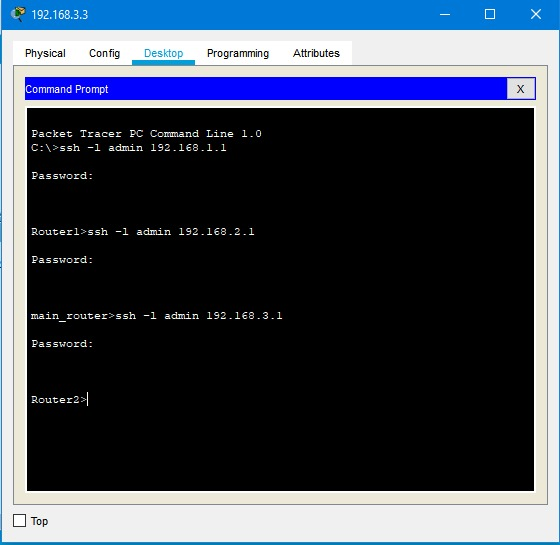 192.168.3.3
Physical Config Desktop Programming Attributes
Command Prompt
X
Packet Tracer PC Command Line 1.0
C:\>ssh -l admin 192.168.1.1
Password:
Router1>ssh -l admin 192.168.2.1
Password:
main_router>ssh -l admin 192.168.3.1
Password:
Router2>
Top